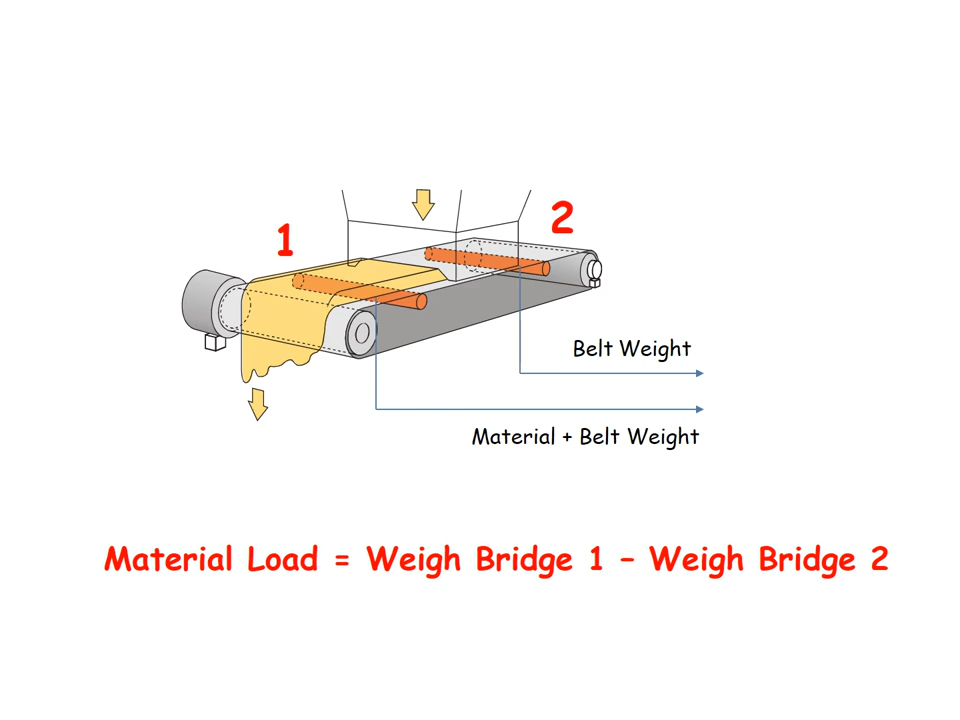 1
2
Belt Weight
Material + Belt Weight
Material Load = Weigh Bridge 1 – Weigh Bridge 2